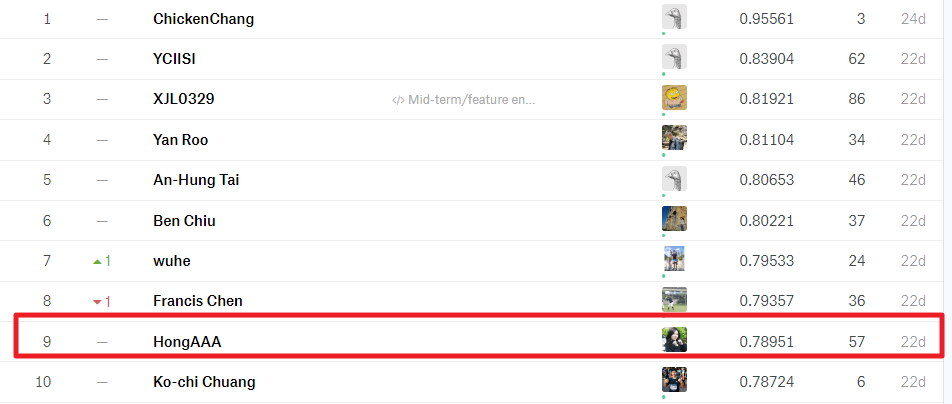 1 — ChickenChang 0.95561 3 24d
2 — YCIISI 0.83904 62 22d
3 — XJL0329 </> Mid-term/feature en... 0.81921 86 22d
4 — Yan Roo 0.81104 34 22d
5 — An-Hung Tai 0.80653 46 22d
6 — Ben Chiu 0.80221 37 22d
7 ▲1 wuhe 0.79533 24 22d
8 ▼1 Francis Chen 0.79357 36 22d
9 — HongAAA 0.78951 57 22d
10 — Ko-chi Chuang 0.78724 6 22d